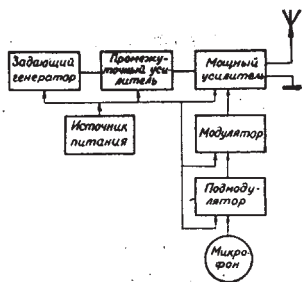 Задающий
генератор
Промежу-
точный уси-
литель
Мощный
усилитель
Источник
питания
Модулятор
Подмоду-
лятор
Микро-
фон